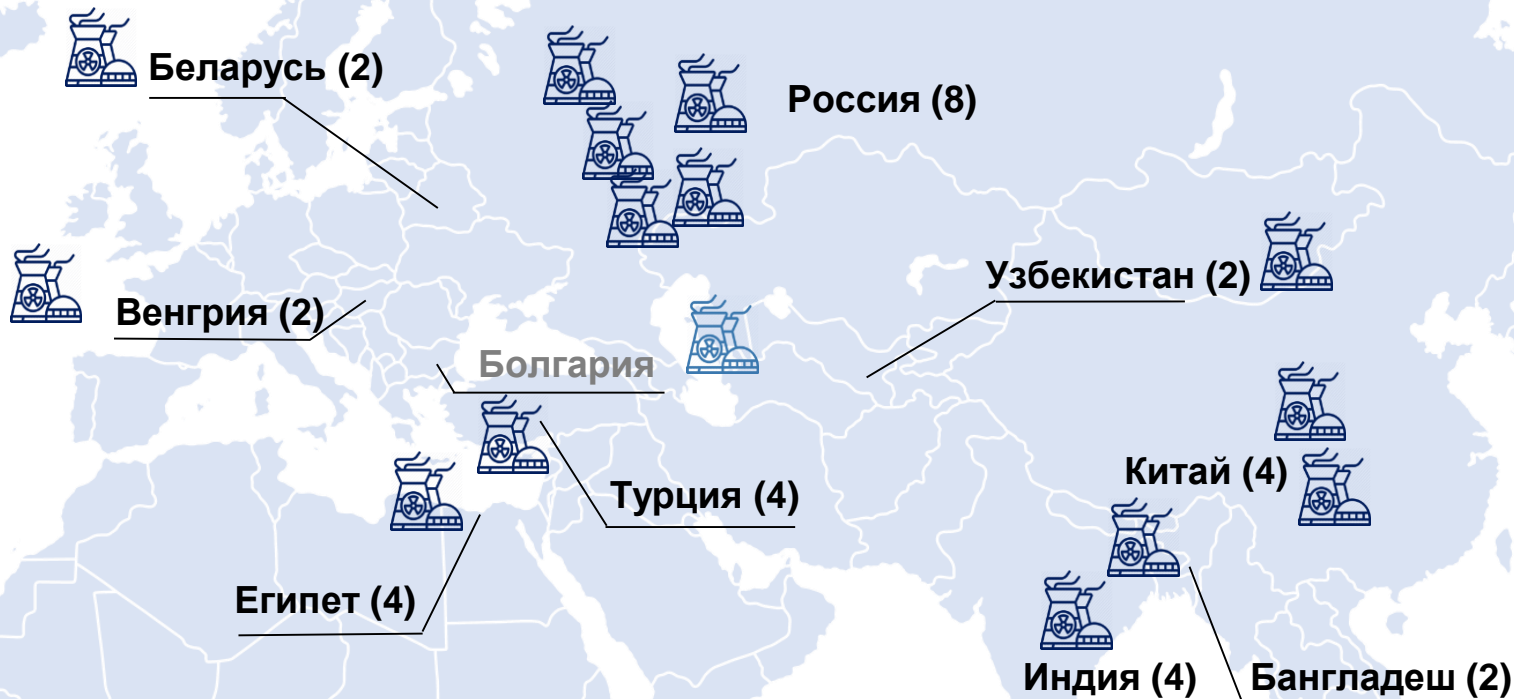 Беларусь (2)
Россия (8)
Узбекистан (2)
Венгрия (2)
Болгария
Китай (4)
Турция (4)
Египет (4)
Индия (4)
Бангладеш (2)